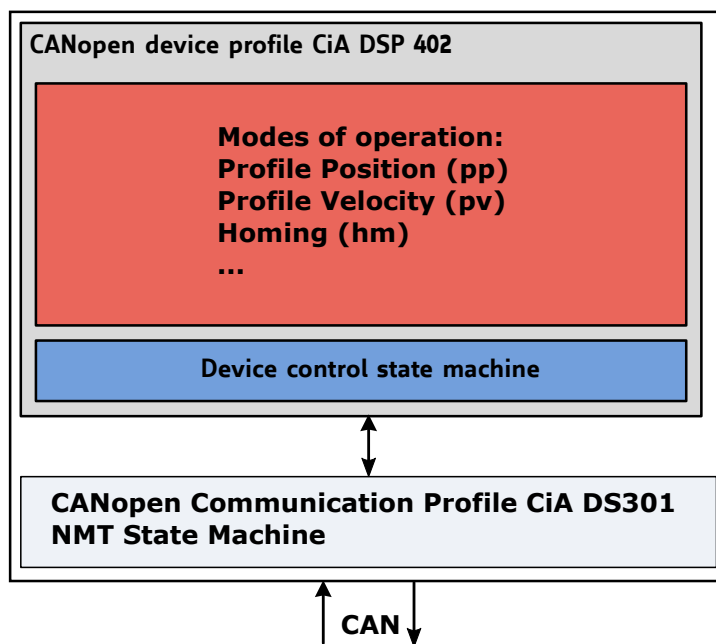 CANopen device profile CiA DSP 402
Modes of operation:
Profile Position (pp)
Profile Velocity (pv)
Homing (hm)
...
Device control state machine
CANopen Communication Profile CiA DS301
NMT State Machine
CAN